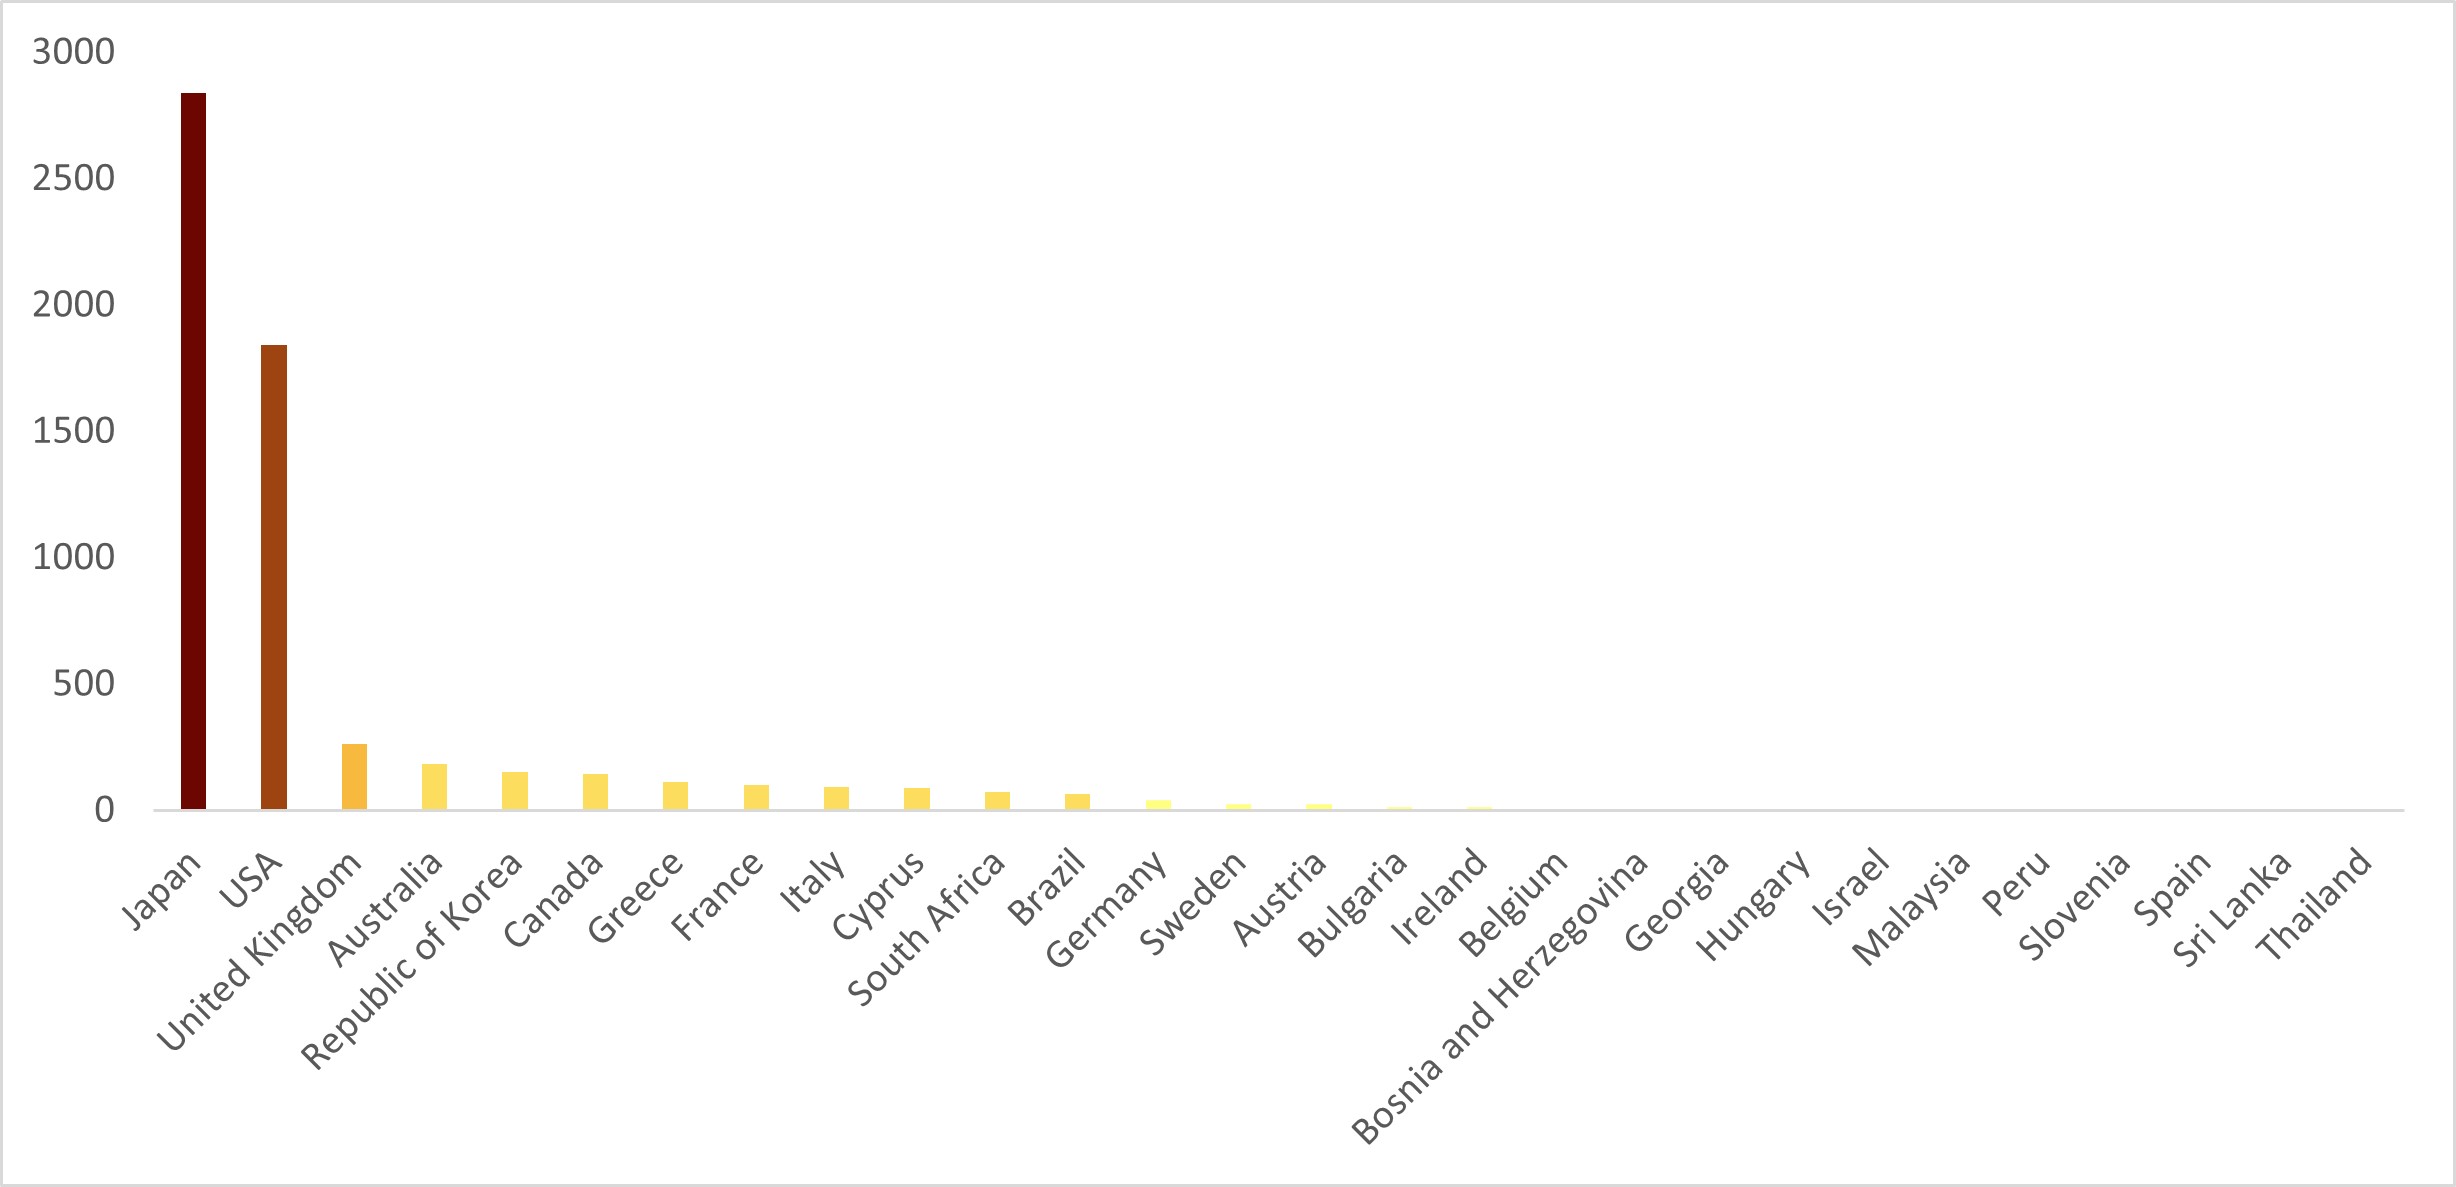 3000
2500
2000
1500
1000
500
0
Japan
USA
United Kingdom
Australia
Republic of Korea
Canada
Greece
France
Italy
Cyprus
South Africa
Brazil
Germany
Sweden
Austria
Bulgaria
Ireland
Belgium
Bosnia and Herzegovina
Georgia
Hungary
Israel
Malaysia
Peru
Slovenia
Spain
Sri Lanka
Thailand